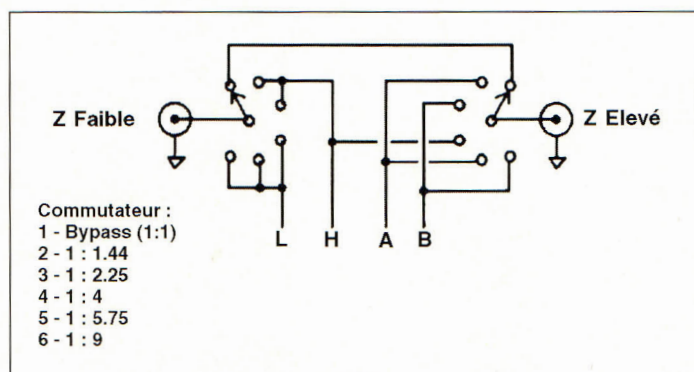 Z Faible
Z Elevé
Commutateur :
1 - Bypass (1:1)
2 - 1 : 1.44
3 - 1 : 2.25
4 - 1 : 4
5 - 1 : 5.75
6 - 1 : 9
L H A B